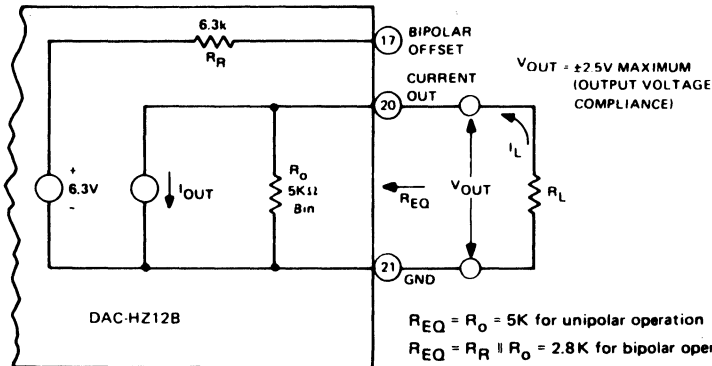 6.3k
R_R
17 BIPOLAR OFFSET
CURRENT OUT
20
V_OUT = ±2.5V MAXIMUM
(OUTPUT VOLTAGE
COMPLIANCE)
I_L
+
6.3V
-
I_OUT
R_o
5KΩ
Bin
R_EQ
V_OUT
R_L
21 GND
DAC-HZ12B
R_EQ = R_o = 5K for unipolar operation
R_EQ = R_R || R_o = 2.8K for bipolar oper